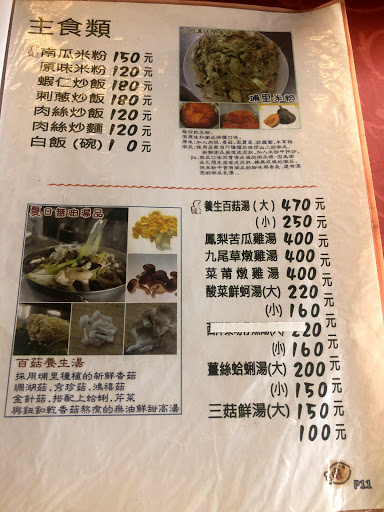 主食類
南瓜米粉 150元
原味米粉 120元
蝦仁炒飯 180元
刺蔥炒飯 180元
肉絲炒飯 120元
肉絲炒麵 120元
白飯(碗) 10元
埔里米粉
夏日菇的彈品
百菇養生湯
採用埔里種植的新鮮香菇
珊湖菇,秀珍菇,鴻禧菇
金針菇,搭配上蛤蜊,芹菜
與鈕釦乾香菇熬煮的無油鮮甜高湯
養生百菇湯(大) 470元
(小) 250元
鳳梨苦瓜雞湯 400元
九尾草燉雞湯 400元
菜莆燉雞湯 400元
酸菜鮮蚵湯(大) 220元
(小) 160元
220元
(小) 160元
薑絲蛤蜊湯(大) 200元
(小) 150元
三菇鮮湯(大) 150元
100元
P11